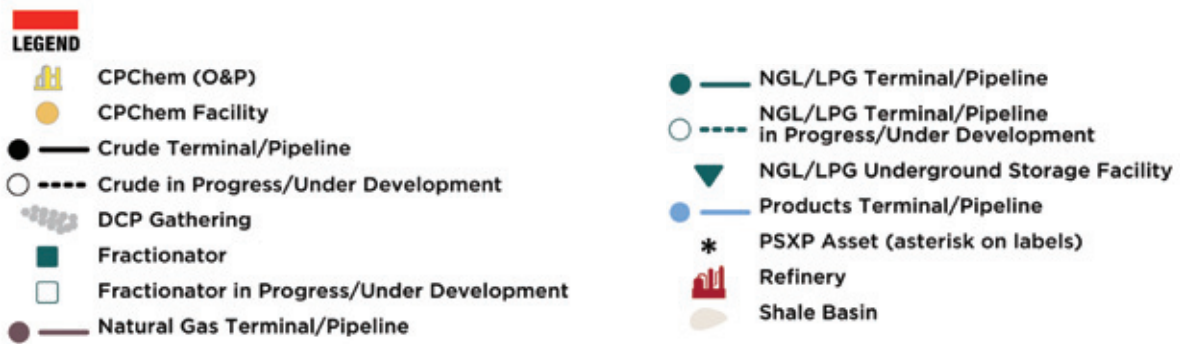 LEGEND
CPChem (O&P)
CPChem Facility
Crude Terminal/Pipeline
Crude in Progress/Under Development
DCP Gathering
Fractionator
Fractionator in Progress/Under Development
Natural Gas Terminal/Pipeline
NGL/LPG Terminal/Pipeline
NGL/LPG Terminal/Pipeline
in Progress/Under Development
NGL/LPG Underground Storage Facility
Products Terminal/Pipeline
* PSXP Asset (asterisk on labels)
Refinery
Shale Basin